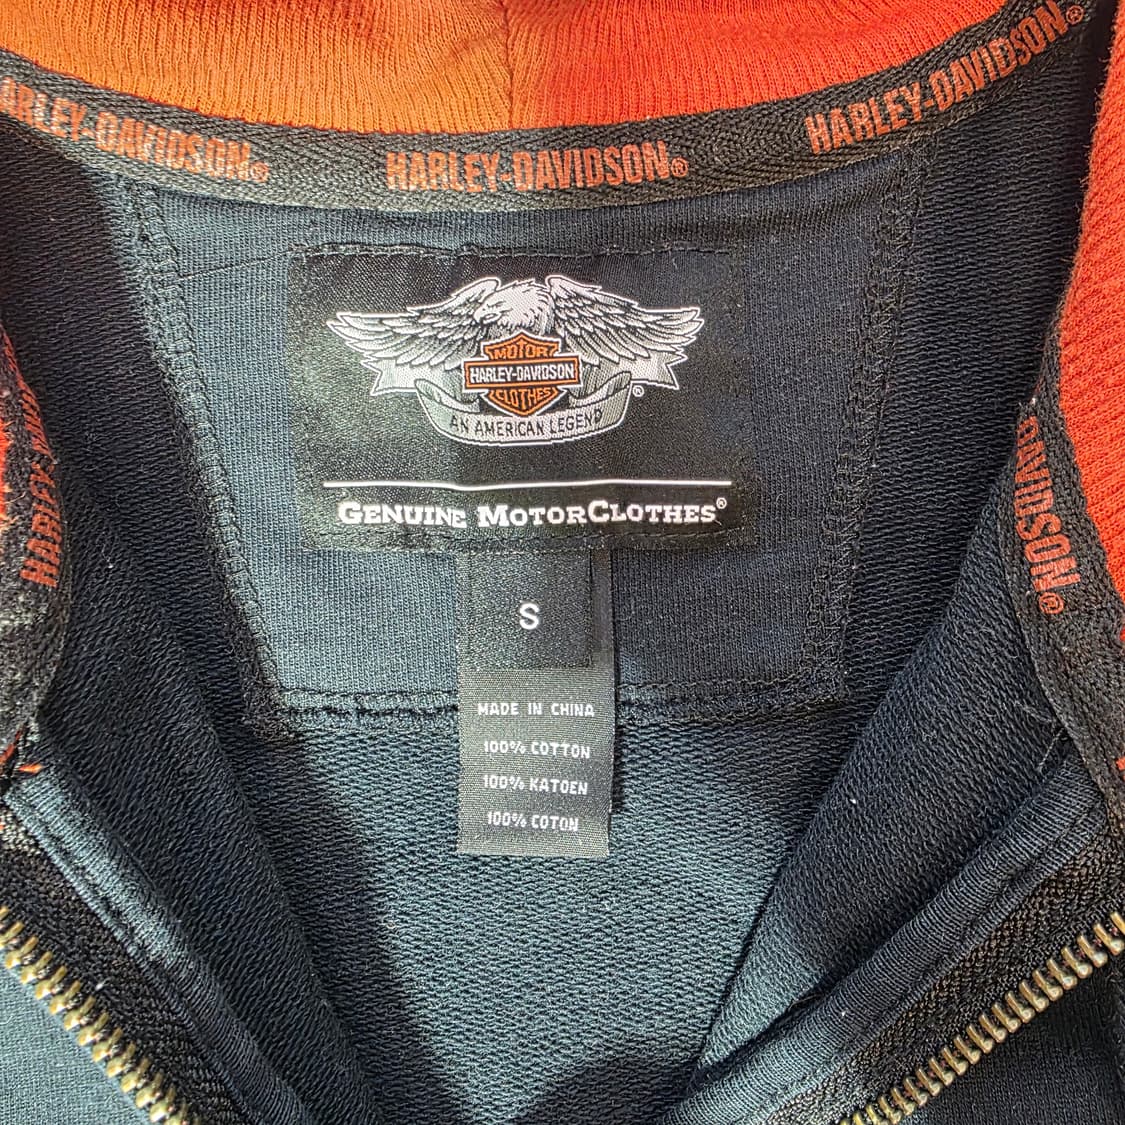 HARLEY-DAVIDSON®
HARLEY-DAVIDSON®
HARLEY-DAVIDSON®
MOTOR
HARLEY-DAVIDSON
CLOTHES
®
AN AMERICAN LEGEND
GENUINE MOTORCLOTHES®
HARLEY-DAVIDSON
DAVIDSON®
S
MADE IN CHINA
100% COTTON
100% KATOEN
100% COTON